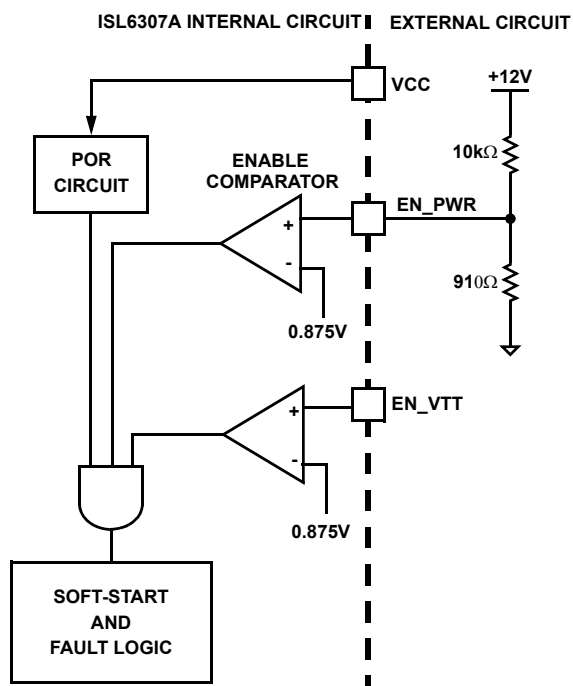 ISL6307A INTERNAL CIRCUIT
EXTERNAL CIRCUIT
VCC
+12V
POR
CIRCUIT
10kΩ
ENABLE
COMPARATOR
+
-
EN_PWR
910Ω
0.875V
EN_VTT
+
-
0.875V
SOFT-START
AND
FAULT LOGIC